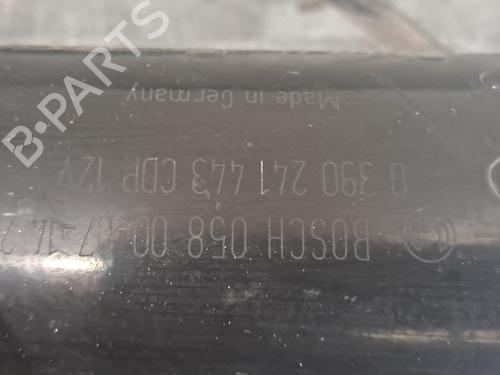 BOSCH 058 00
0 390 241 443 CDP 12V
Made in Germany
B-PARTS